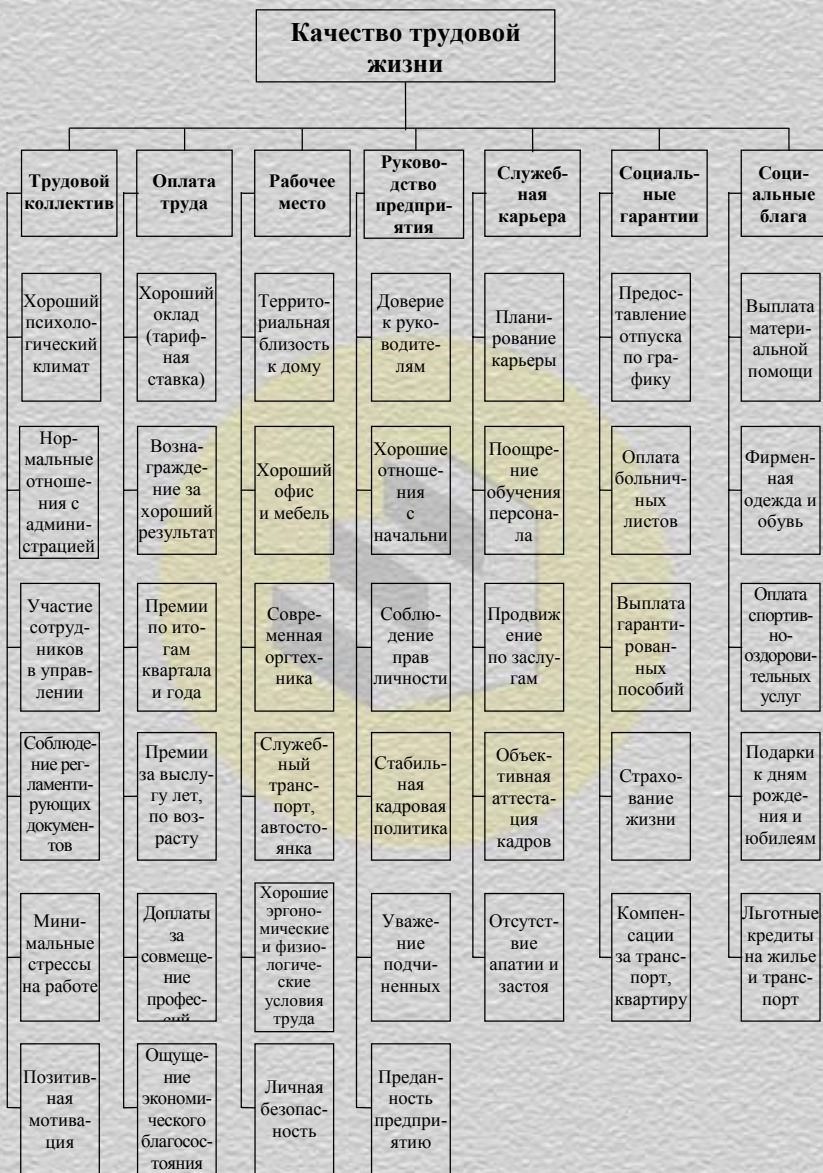 Качество трудовой
жизни
Трудовой
коллектив
Оплата
труда
Рабочее
место
Руково-
дство
предпри-
ятия
Служеб-
ная
карьера
Социаль-
ные
гарантии
Соци-
альные
блага
Хороший
психоло-
гический
климат
Хороший
оклад
(тариф-
ная
ставка)
Террито-
риальная
близость
к дому
Доверие
к руко-
водите-
лям
Плани-
рование
карьеры
Предос-
тавление
отпуска
по гра-
фику
Выплата
матери-
альной
помощи
Нор-
мальные
отноше-
ния с
админи-
страцией
Возна-
гражде-
ние за
хороший
результат
Хороший
офис
и мебель
Хорошие
отноше-
ния
с
начальни
Поощре-
ние
обучения
персона-
ла
Оплата
больнич-
ных
листов
Фирмен-
ная
одежда и
обувь
Участие
сотруд-
ников
в управ-
лении
Премии
по ито-
гам
квартала
и года
Совре-
менная
оргтех-
ника
Соблю-
дение
прав
личности
Продвиж
ение
по заслу-
гам
Выплата
гаранти-
рован-
ных
пособий
Оплата
спортив-
но-
оздорови-
тельных
услуг
Соблюде-
ние рег-
ламенти-
рующих
докумен-
тов
Премии
за выслу-
гу лет,
по воз-
расту
Служеб-
ный
транс-
порт,
автосто-
янка
Стабиль-
ная
кадровая
политика
Объек-
тивная
аттеста-
ция
кадров
Страхо-
вание
жизни
Подарки
к дням
рожде-
ния и
юбилеям
Мини-
мальные
стрессы
на работе
Доплаты
за
совмеще-
ние
профес-
сий
Хорошие
эргоно-
мические
и физио-
логиче-
ские
условия
труда
Уваже-
ние
подчи-
ненных
Отсутст-
вие
апатии и
застоя
Компен-
сации
за транс-
порт,
квартиру
Льготные
кредиты
на жилье
и транс-
порт
Позитив-
ная
мотива-
ция
Ощуще-
ние
экономи-
ческого
благосос-
тояния
Личная
безопас-
ность
Предан-
ность
предпри-
ятию